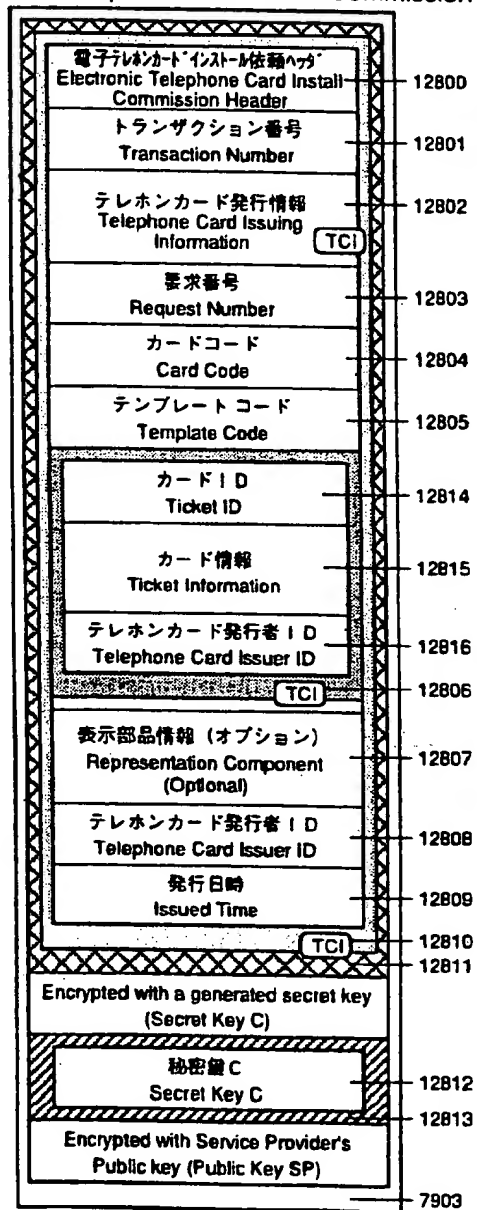 電子テレホンカードインストール依頼ヘッダ
Electronic Telephone Card Install
Commission Header
12800
トランザクション番号
Transaction Number
12801
テレホンカード発行情報
Telephone Card Issuing
Information
TCI
12802
要求番号
Request Number
12803
カードコード
Card Code
12804
テンプレート コード
Template Code
12805
カードID
Ticket ID
12814
カード情報
Ticket Information
12815
テレホンカード発行者ID
Telephone Card Issuer ID
12816
TCI
12806
表示部品情報（オプション）
Representation Component
(Optional)
12807
テレホンカード発行者ID
Telephone Card Issuer ID
12808
発行日時
Issued Time
12809
TCI
12810
12811
Encrypted with a generated secret key
(Secret Key C)
秘密鍵C
Secret Key C
12812
12813
Encrypted with Service Provider's
Public key (Public Key SP)
7903